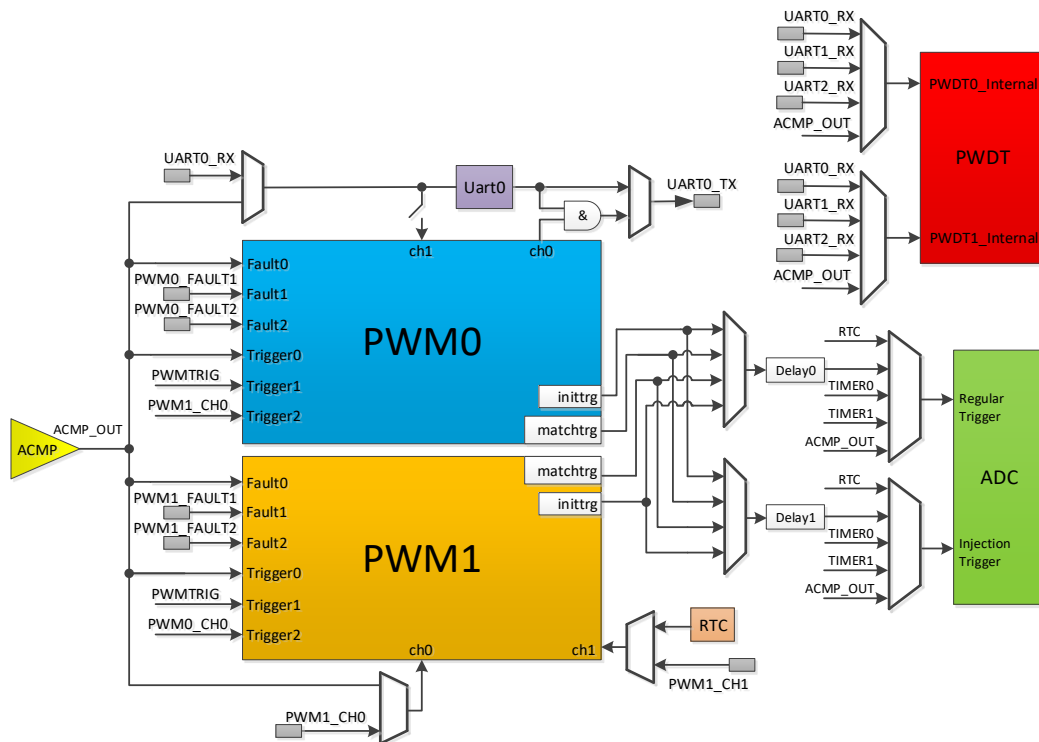 UART0_RX
UART1_RX
UART2_RX
ACMP_OUT
PWDT0_Internal
PWDT
UART0_RX
UART1_RX
UART2_RX
ACMP_OUT
PWDT1_Internal
UART0_RX
Uart0
&
UART0_TX
ch1
ch0
Fault0
PWM0_FAULT1
Fault1
PWM0_FAULT2
Fault2
PWM0
Trigger0
PWMTRIG
Trigger1
PWM1_CH0
Trigger2
inittrg
matchtrg
ACMP_OUT
ACMP
matchtrg
inittrg
Fault0
PWM1_FAULT1
Fault1
PWM1_FAULT2
Fault2
PWM1
Trigger0
PWMTRIG
Trigger1
PWM0_CH0
Trigger2
ch0
ch1
RTC
PWM1_CH1
PWM1_CH0
Delay0
Delay1
RTC
TIMER0
TIMER1
ACMP_OUT
Regular
Trigger
ADC
RTC
TIMER0
TIMER1
ACMP_OUT
Injection
Trigger